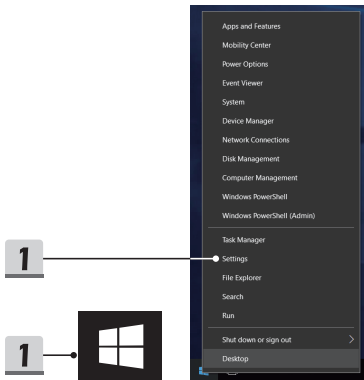 Apps and Features
Mobility Center
Power Options
Event Viewer
System
Device Manager
Network Connections
Disk Management
Computer Management
Windows PowerShell
Windows PowerShell (Admin)
Task Manager
1
Settings
File Explorer
Search
Run
Shut down or sign out
1
Desktop